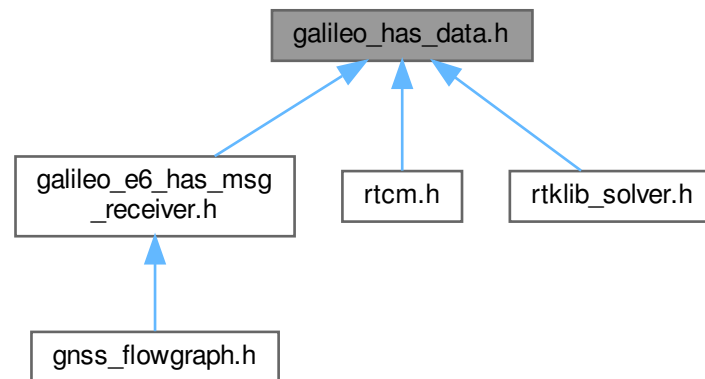 galileo_has_data.h
galileo_e6_has_msg
_receiver.h
rtcm.h
rtklib_solver.h
gnss_flowgraph.h